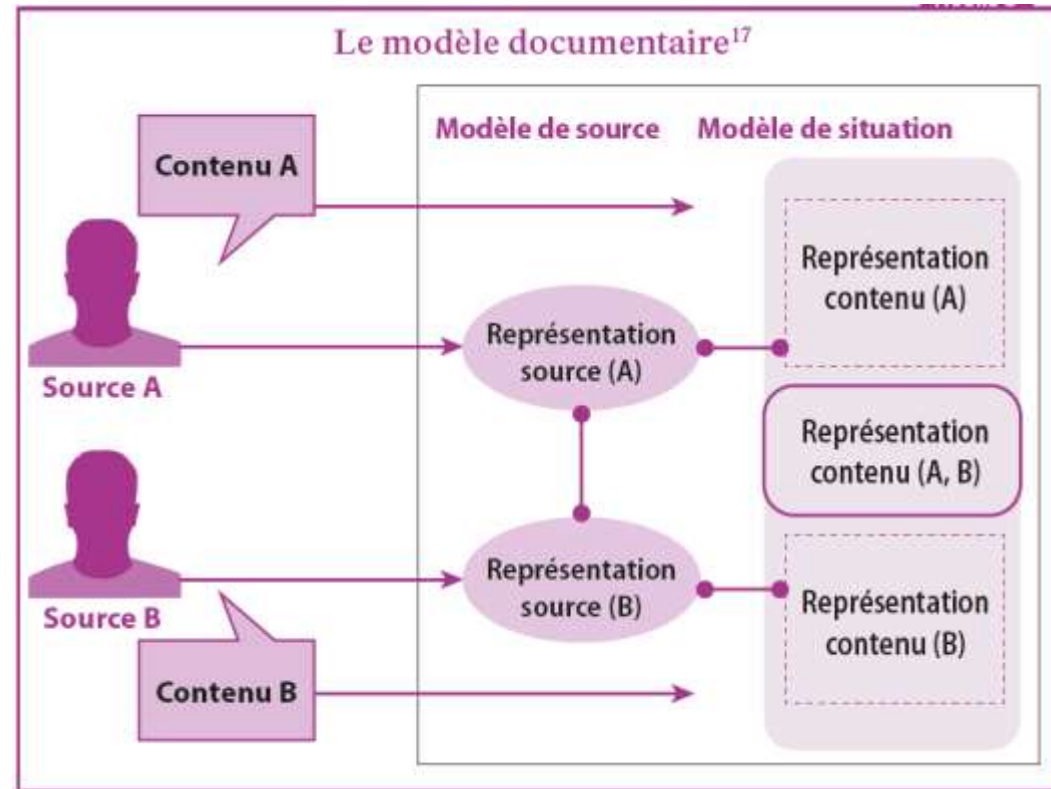 Le modèle documentaire¹⁷
Modèle de source
Modèle de situation
Contenu A
Source A
Représentation
source (A)
Représentation
contenu (A)
Représentation
contenu (A, B)
Source B
Représentation
source (B)
Représentation
contenu (B)
Contenu B